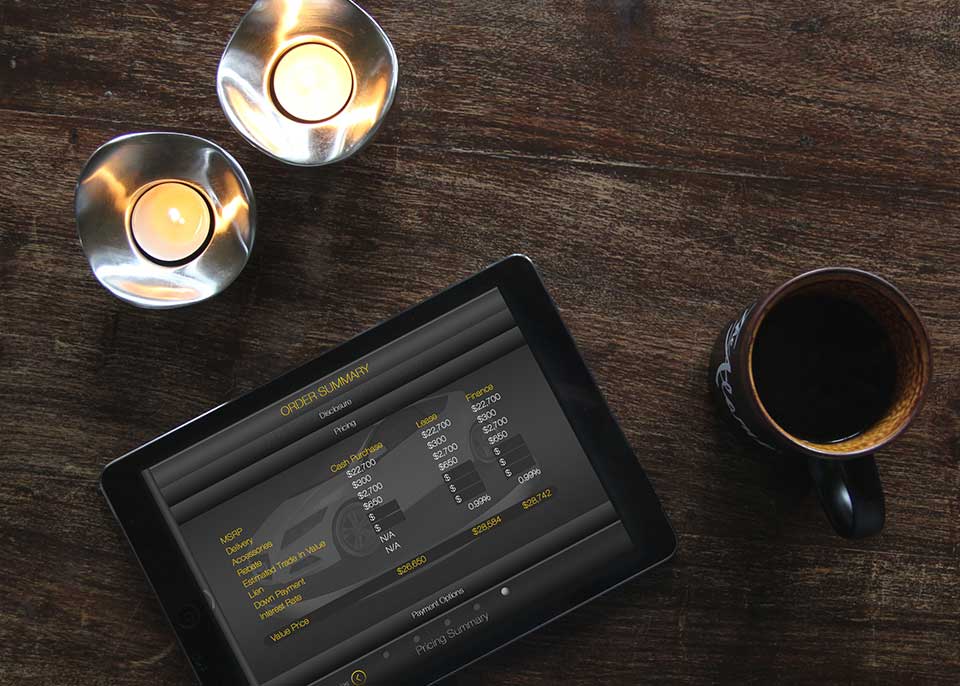 ORDER SUMMARY
Disclosure
Pricing
Cash Purchase Lease Finance
MSRP $22,700 $22,700 $22,700
Delivery $300 $300 $300
Accessories $2,700 $2,700 $2,700
Rebate $650 $650 $650
Estimated Trade In Value $ $ $
Lien $ $ $
Down Payment N/A $ $
Interest Rate N/A 0.99% 0.99%
Value Price $26,650 $28,584 $28,742
Payment Options
Pricing Summary